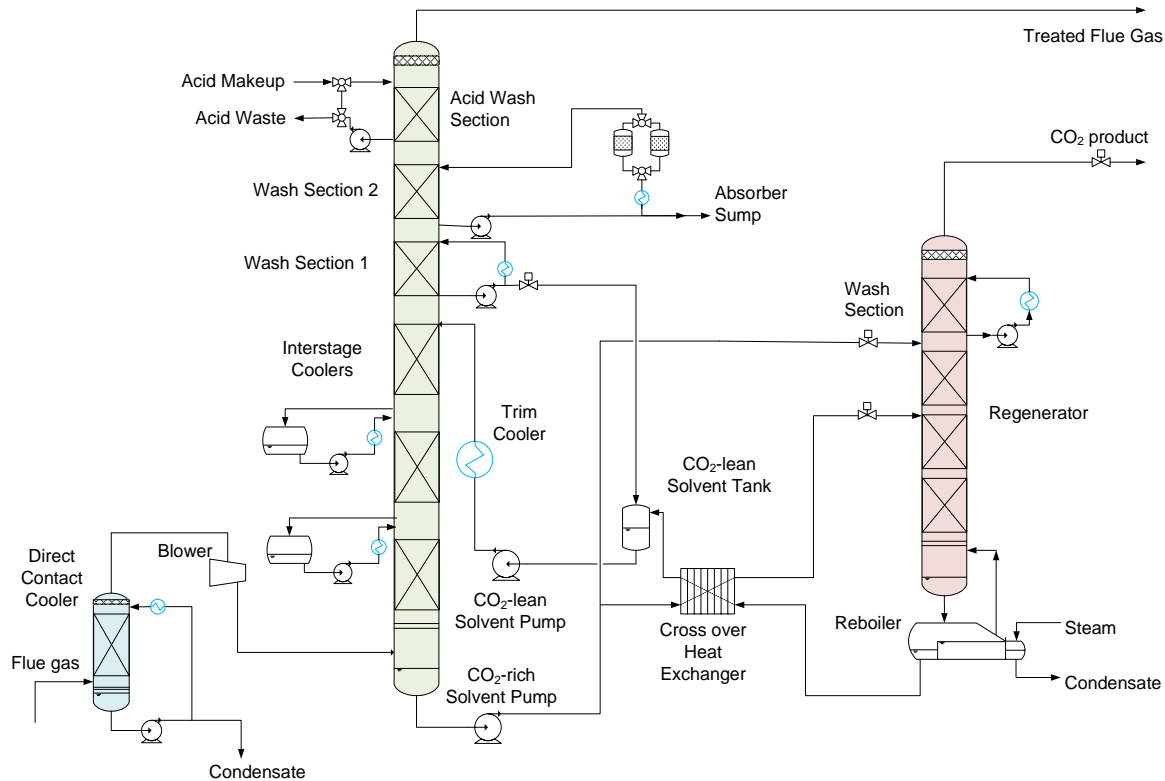 Treated Flue Gas
Acid Makeup
Acid Waste
Acid Wash
Section
CO₂ product
Wash Section 2
Absorber
Sump
Wash Section 1
Wash
Section
Interstage
Coolers
Trim
Cooler
Regenerator
CO₂-lean
Solvent Tank
Direct
Contact
Cooler
Blower
CO₂-lean
Solvent Pump
Cross over
Heat
Exchanger
Reboiler
Steam
Flue gas
CO₂-rich
Solvent Pump
Condensate
Condensate